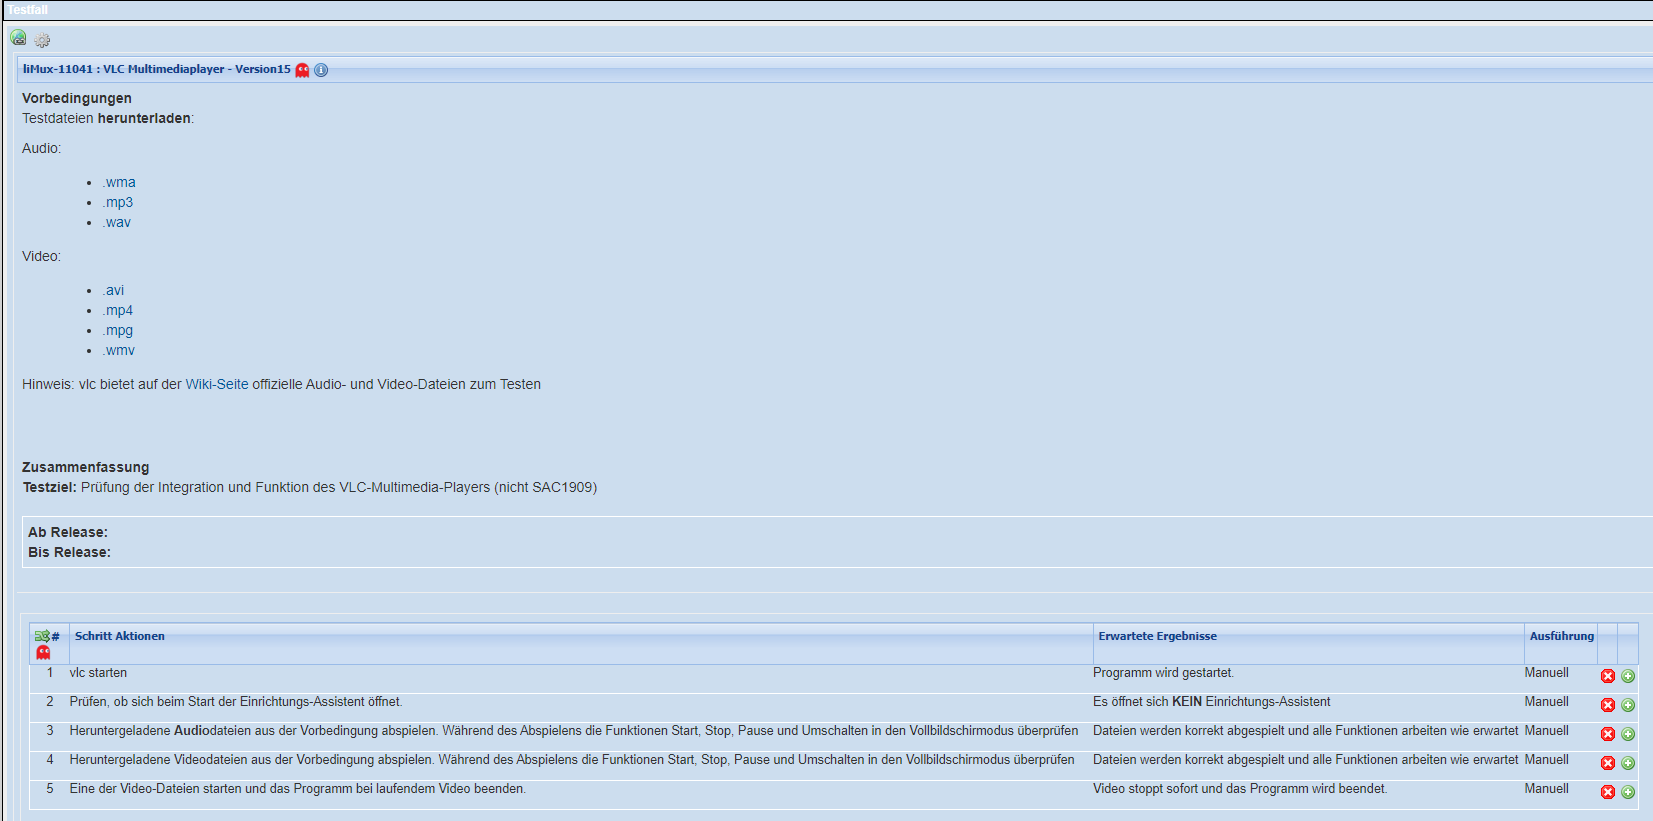 Testfall
liMux-11041 : VLC Multimediaplayer - Version15
Vorbedingungen
Testdateien herunterladen:
Audio:
.wma
.mp3
.wav
Video:
.avi
.mp4
.mpg
.wmv
Hinweis: vlc bietet auf der Wiki-Seite offizielle Audio- und Video-Dateien zum Testen
Zusammenfassung
Testziel: Prüfung der Integration und Funktion des VLC-Multimedia-Players (nicht SAC1909)
Ab Release:
Bis Release:
# Schritt Aktionen Erwartete Ergebnisse Ausführung
1 vlc starten Programm wird gestartet. Manuell
2 Prüfen, ob sich beim Start der Einrichtungs-Assistent öffnet. Es öffnet sich KEIN Einrichtungs-Assistent Manuell
3 Heruntergeladene Audiodateien aus der Vorbedingung abspielen. Während des Abspielens die Funktionen Start, Stop, Pause und Umschalten in den Vollbildschirmodus überprüfen Dateien werden korrekt abgespielt und alle Funktionen arbeiten wie erwartet Manuell
4 Heruntergeladene Videodateien aus der Vorbedingung abspielen. Während des Abspielens die Funktionen Start, Stop, Pause und Umschalten in den Vollbildschirmodus überprüfen Dateien werden korrekt abgespielt und alle Funktionen arbeiten wie erwartet Manuell
5 Eine der Video-Dateien starten und das Programm bei laufendem Video beenden. Video stoppt sofort und das Programm wird beendet. Manuell